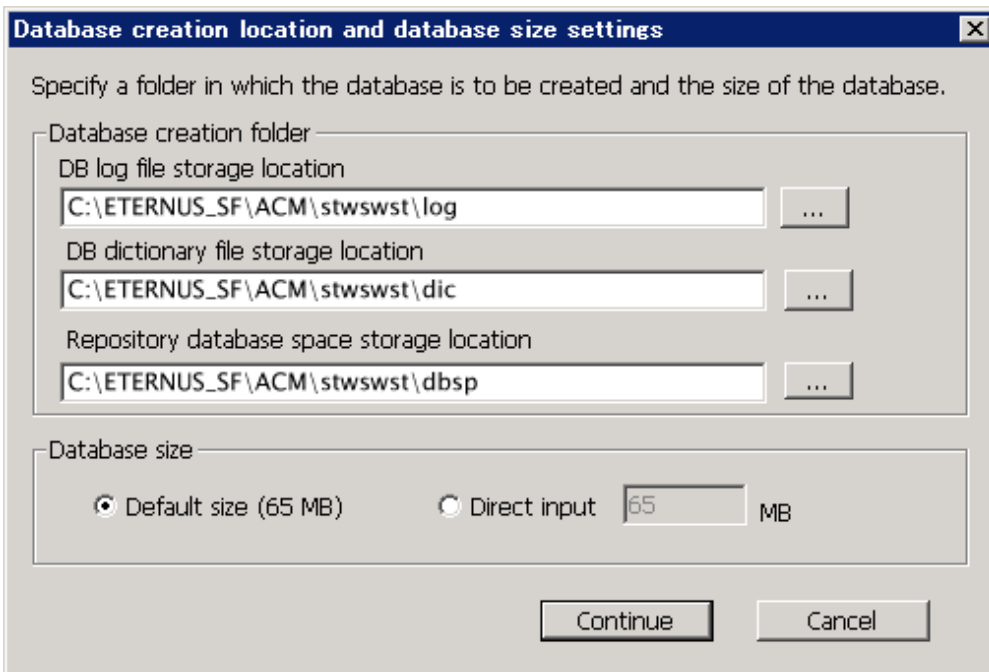 Database creation location and database size settings
Specify a folder in which the database is to be created and the size of the database.
Database creation folder
DB log file storage location
C:\ETERNUS_SF\ACM\stwswst\log
...
DB dictionary file storage location
C:\ETERNUS_SF\ACM\stwswst\dic
...
Repository database space storage location
C:\ETERNUS_SF\ACM\stwswst\dbsp
...
Database size
Default size (65 MB) Direct input 65 MB
Continue Cancel